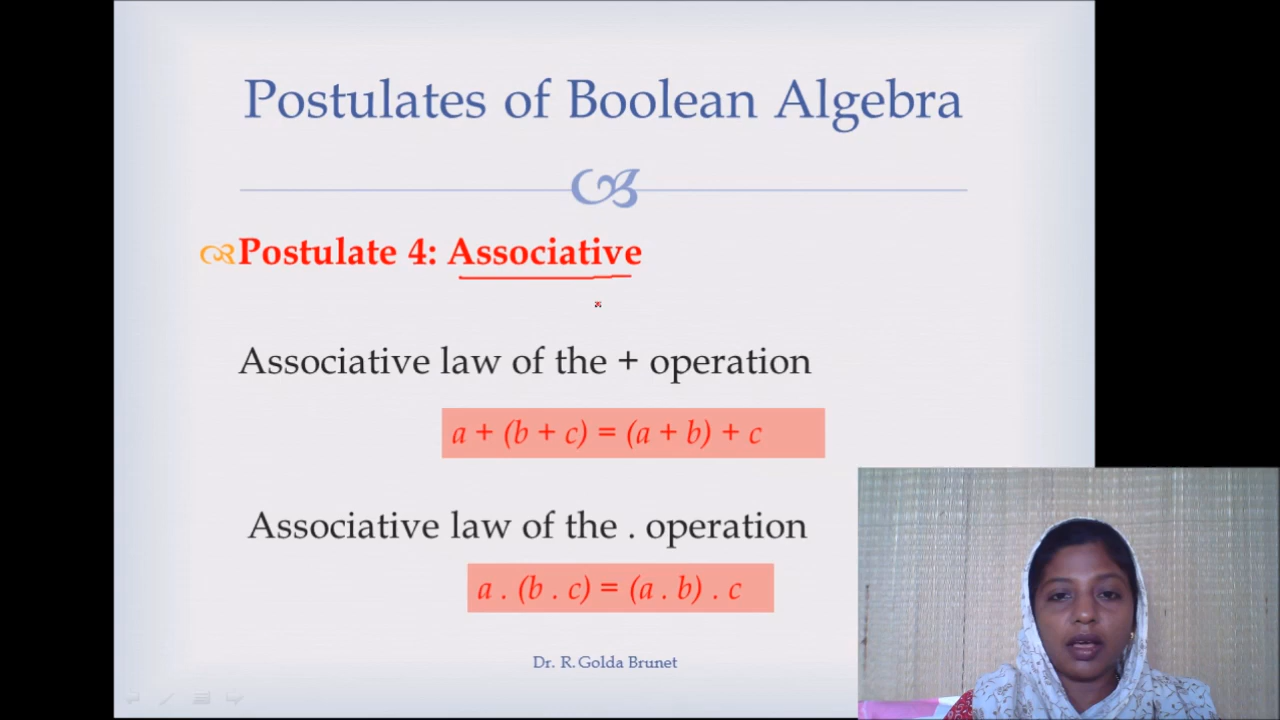 Postulates of Boolean Algebra
Postulate 4: Associative
Associative law of the + operation
a + (b + c) = (a + b) + c
Associative law of the . operation
a . (b . c) = (a . b) . c
Dr. R.Golda Brunet